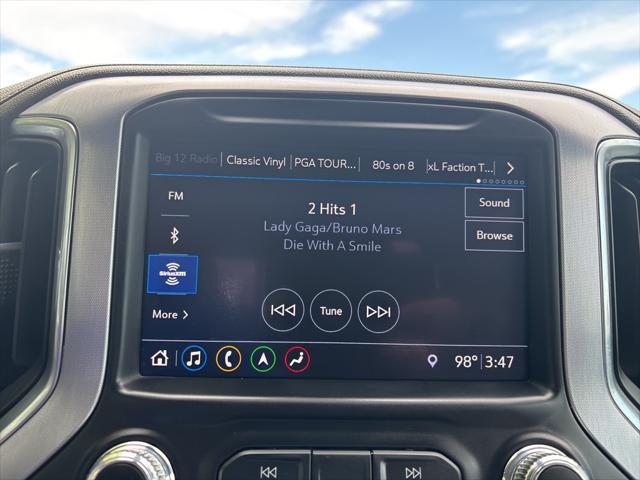 Big 12 Radio Classic Vinyl PGA TOUR... 80s on 8 xL Faction T...
FM
2 Hits 1
Sound
Lady Gaga/Bruno Mars
Die With A Smile
Browse
SiriusXM
More
Tune
98° 3:47